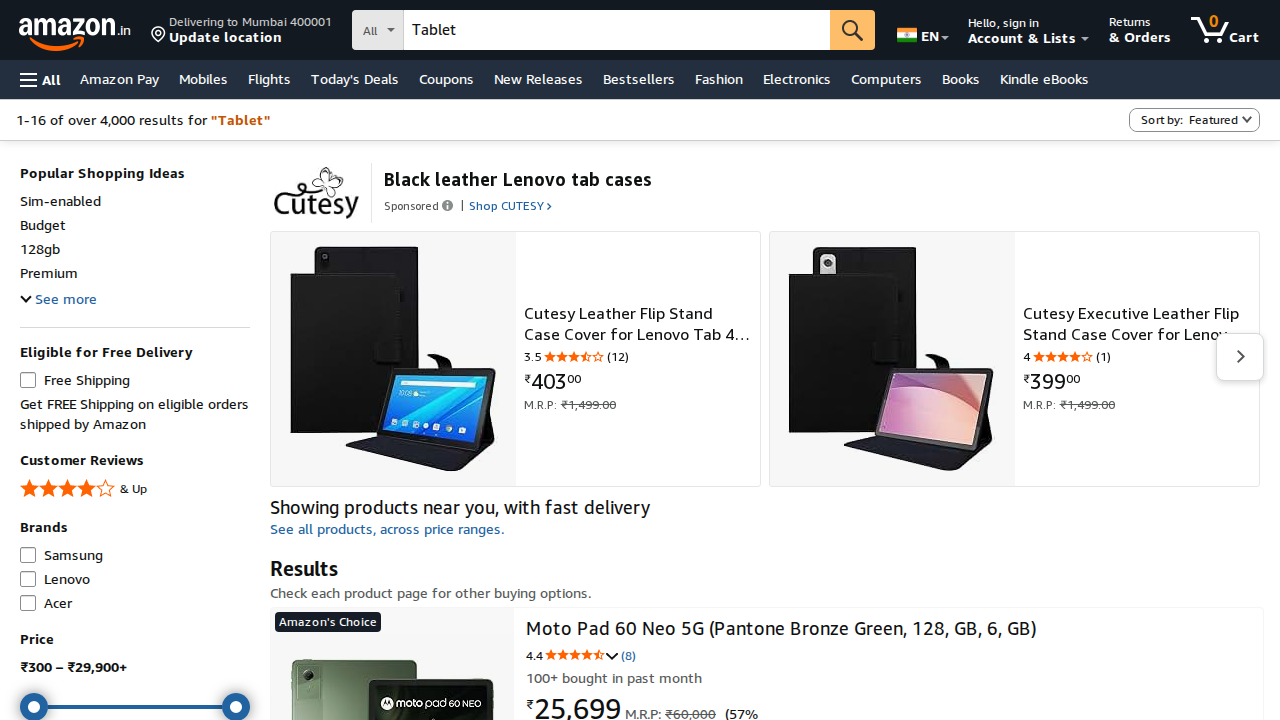 amazon.in
Delivering to Mumbai 400001
Update location
All
Tablet
EN
Hello, sign in
Account & Lists
Returns
& Orders
0
Cart
All
Amazon Pay
Mobiles
Flights
Today's Deals
Coupons
New Releases
Bestsellers
Fashion
Electronics
Computers
Books
Kindle eBooks
1-16 of over 4,000 results for "Tablet"
Sort by: Featured
Popular Shopping Ideas
Sim-enabled
Budget
128gb
Premium
See more
Eligible for Free Delivery
Free Shipping
Get FREE Shipping on eligible orders
shipped by Amazon
Customer Reviews
& Up
Brands
Samsung
Lenovo
Acer
Price
₹300 – ₹29,900+
Cutesy
Black leather Lenovo tab cases
Sponsored
Shop CUTESY
Cutesy Leather Flip Stand
Case Cover for Lenovo Tab 4...
3.5 (12)
₹40300
M.R.P: ₹1,499.00
Cutesy Executive Leather Flip
Stand Case Cover for Lenov
4 (1)
₹39900
M.R.P: ₹1,499.00
Showing products near you, with fast delivery
See all products, across price ranges.
Results
Check each product page for other buying options.
Amazon's Choice
moto pad 60 NEO
Moto Pad 60 Neo 5G (Pantone Bronze Green, 128, GB, 6, GB)
4.4 (8)
100+ bought in past month
₹25,699 M.R.P: ₹60,000 (57%